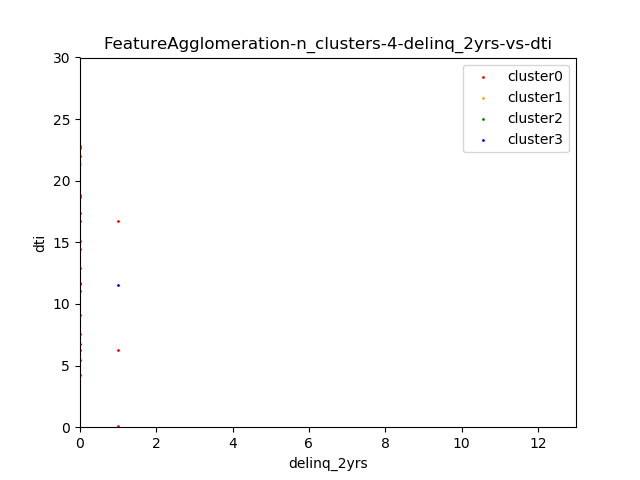 FeatureAgglomeration-n_clusters-4-delinq_2yrs-vs-dti
30
25
20
15
10
5
0
dti
cluster0
cluster1
cluster2
cluster3
0 2 4 6 8 10 12
delinq_2yrs